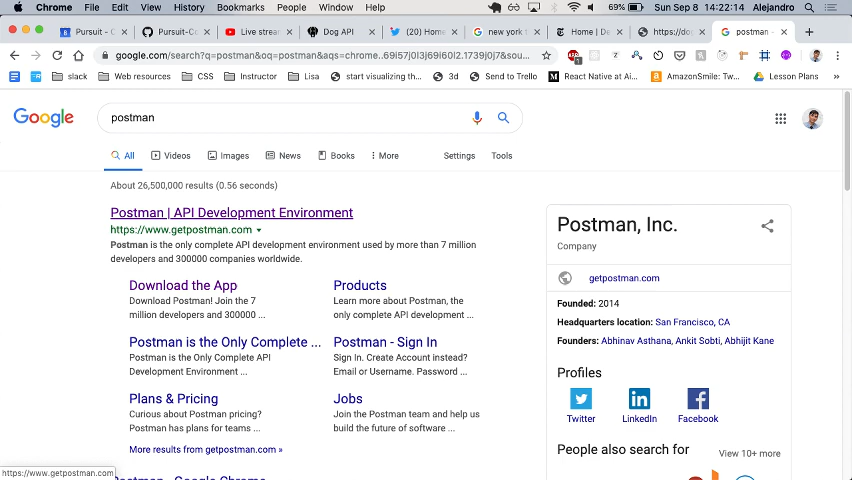 Chrome File Edit View History Bookmarks People Window Help 69% Sun Sep 8 22:22:14 Alejandro
Pursuit - C Pursuit-C Live stream Dog API (20) Home new york t Home | De https://dog postman -
google.com/search?q=postman&oq=postman&aqs=chrome..69i57j0l3j69i60l2.1739j0j7&sou...
slack Web resources CSS Instructor start visualizing th... 3d Send to Trello React Native at Ai... AmazonSmile: Tw... Lesson Plans
Google postman
All Videos Images News Books More Settings Tools
About 26,500,000 results (0.56 seconds)
Postman | API Development Environment
https://www.getpostman.com
Postman is the only complete API development environment used by more than 7 million
developers and 300000 companies worldwide.
Download the App
Download Postman! Join the 7
million developers and 300000 ...
Products
Learn more about Postman, the
only complete API development ...
Postman is the Only Complete ...
Postman is the Only Complete API
Development Environment ...
Postman - Sign In
Sign In. Create Account instead?
Email or Username. Password ...
Plans & Pricing
Curious about Postman pricing?
Postman has plans for teams ...
Jobs
Join the Postman team and help us
build the future of software ...
More results from getpostman.com »
Postman - Google Chrome
https://www.getpostman.com
Postman, Inc.
Company
getpostman.com
Founded: 2014
Headquarters location: San Francisco, CA
Founders: Abhinav Asthana, Ankit Sobti, Abhijit Kane
Profiles
Twitter LinkedIn Facebook
People also search for View 10+ more